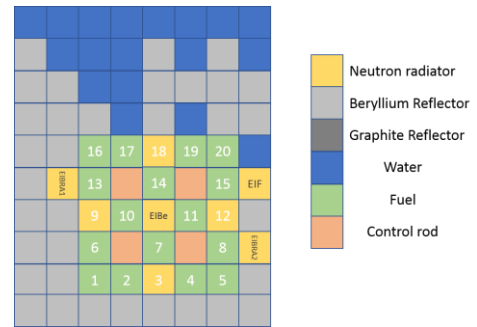 16 17 18 19 20
EIBRA1 13 14 15 EIF
9 10 EIBe 11 12
6 7 8 EIBRA2
1 2 3 4 5
Neutron radiator
Beryllium Reflector
Graphite Reflector
Water
Fuel
Control rod